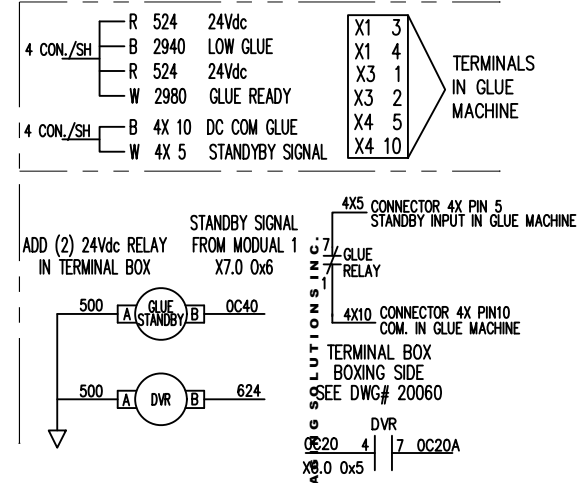 4 CON./SH
R 524 24Vdc
B 2940 LOW GLUE
R 524 24Vdc
W 2980 GLUE READY
4 CON./SH
B 4X 10 DC COM GLUE
W 4X 5 STANDYBY SIGNAL
X1 3
X1 4
X3 1
X3 2
X4 5
X4 10
TERMINALS
IN GLUE
MACHINE
ADD (2) 24Vdc RELAY
IN TERMINAL BOX
STANDBY SIGNAL
FROM MODUAL 1
X7.0 0x6
500 A GLUE STANDBY B 0C40
500 A DVR B 624
4X5 CONNECTOR 4X PIN 5
STANDBY INPUT IN GLUE MACHINE
7
GLUE
RELAY
1
4X10 CONNECTOR 4X PIN10
COM. IN GLUE MACHINE
TERMINAL BOX
BOXING SIDE
SEE DWG# 20060
DVR
0C20 4 7 0C20A
X6.0 0x5
SOLUTIONS INC.